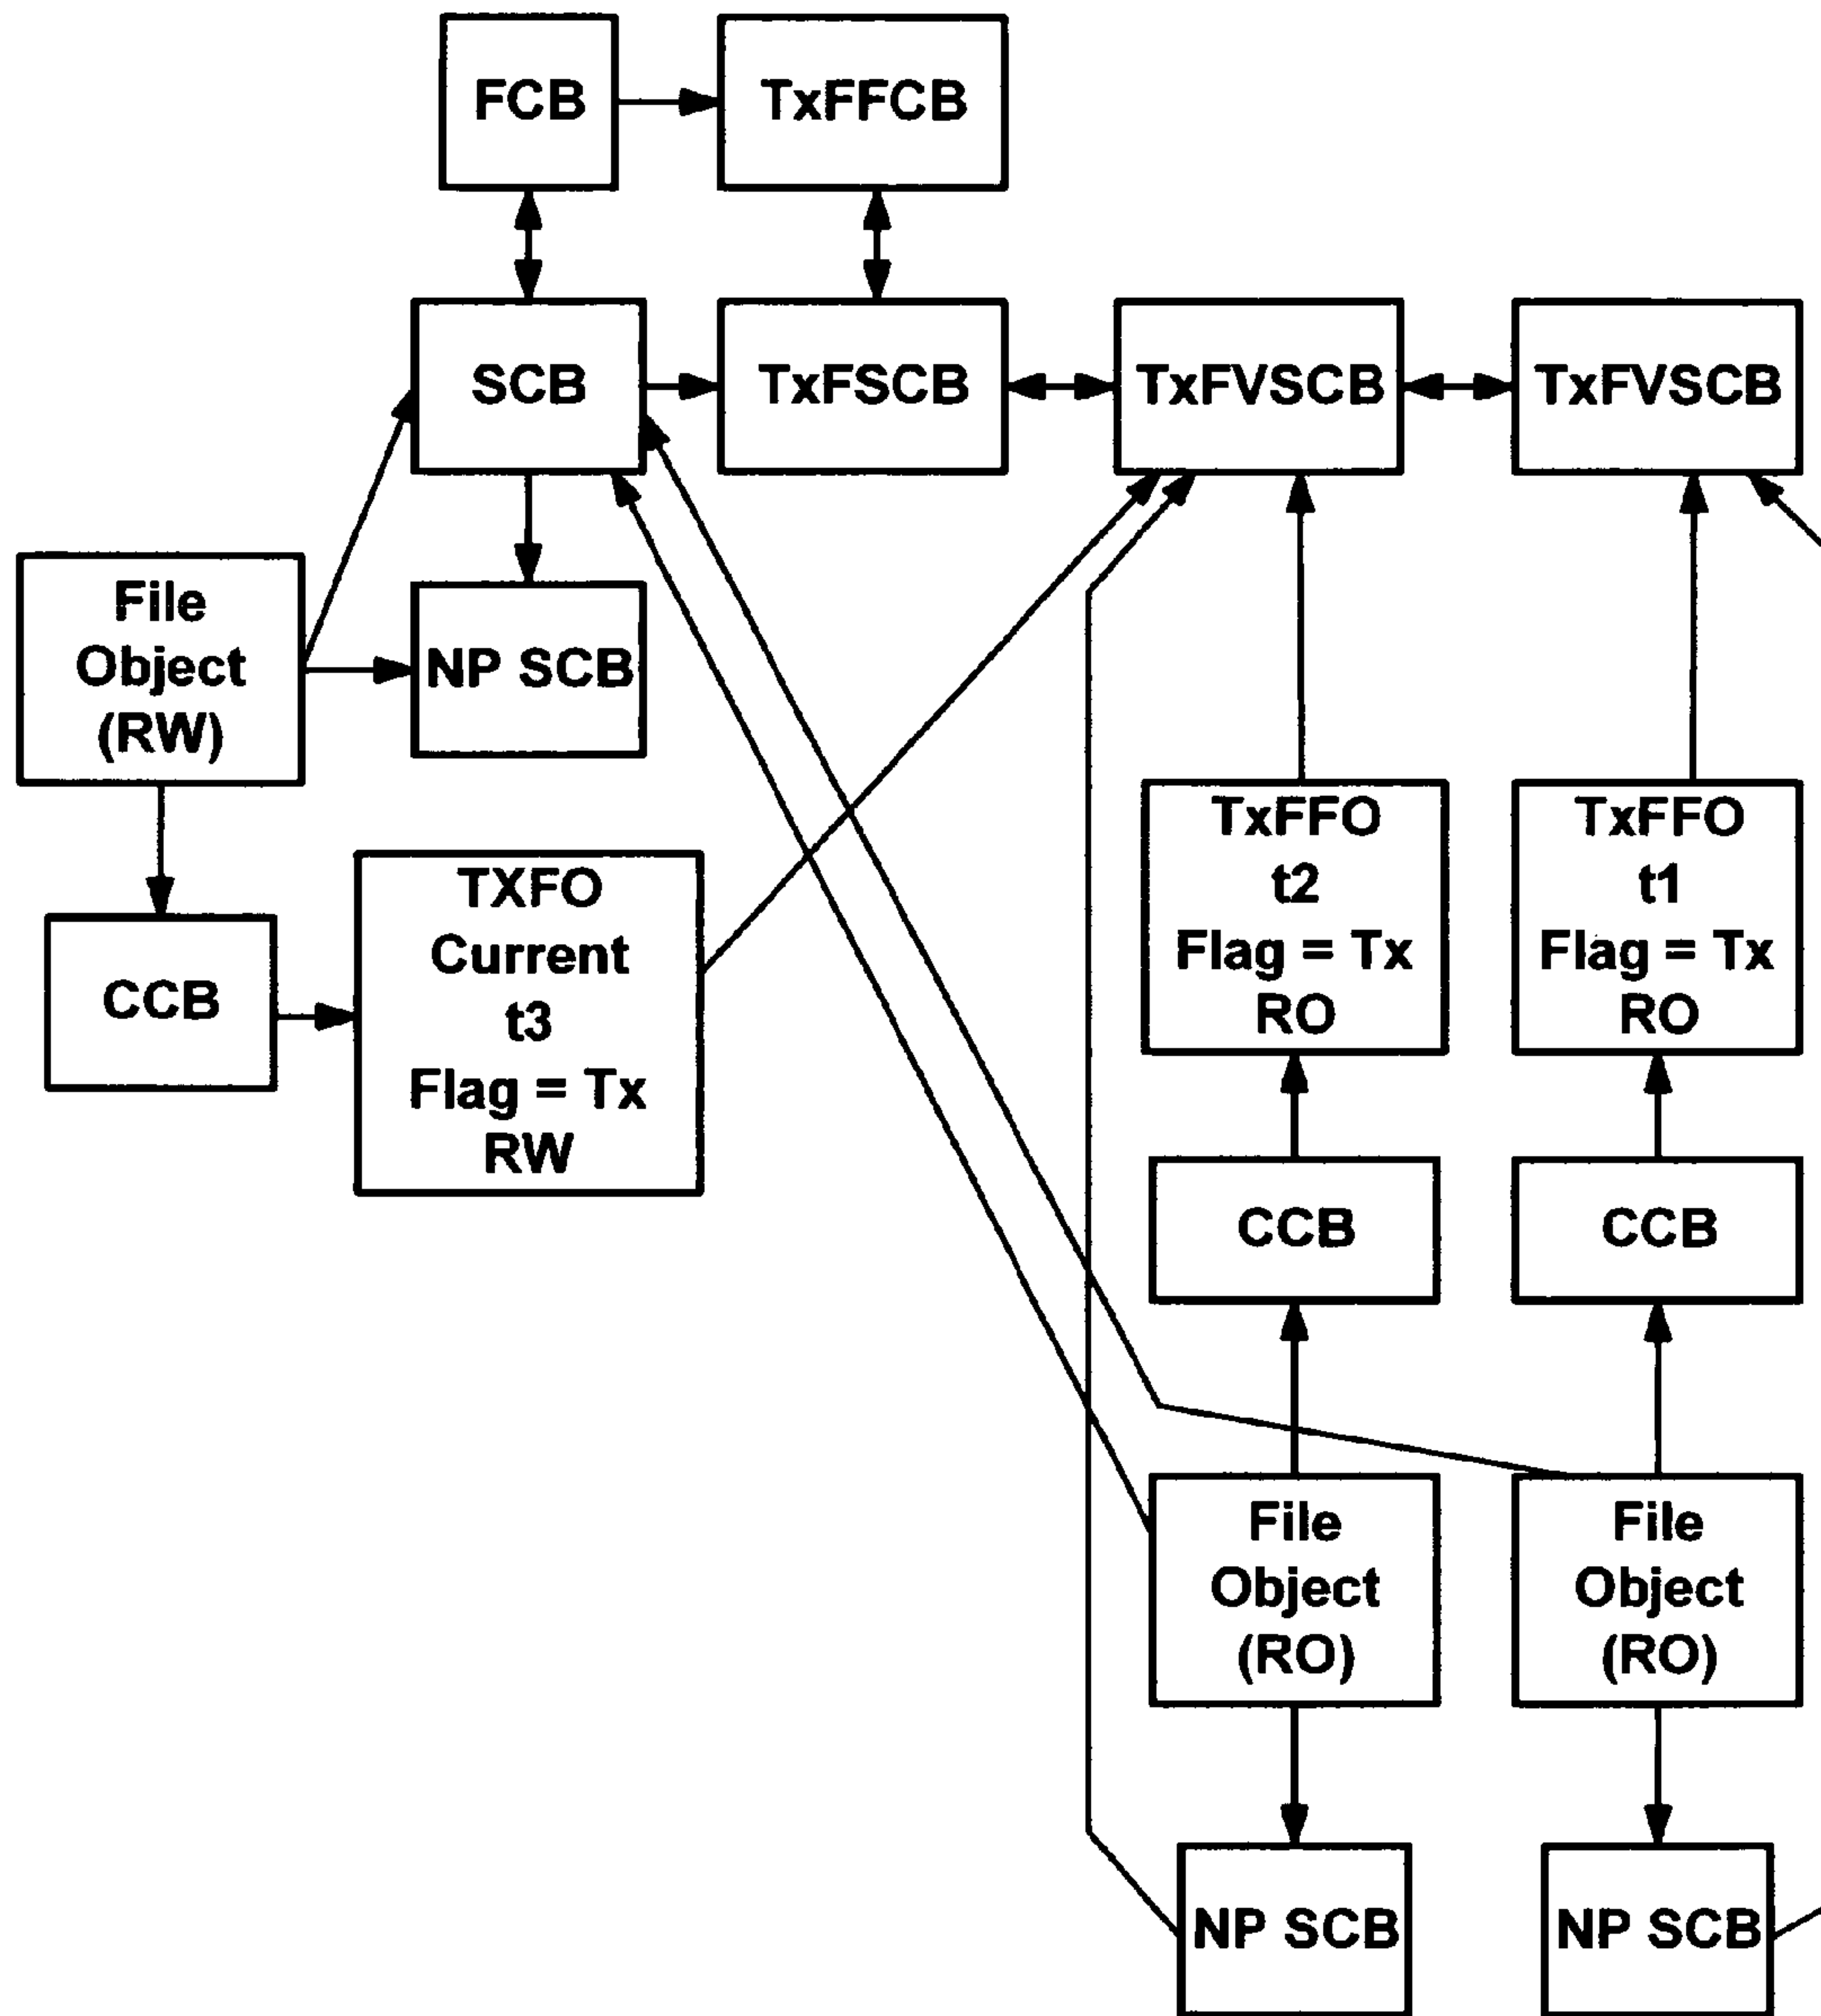 FCB
TxFFCB
SCB
TxFSCB
TxFVSCB
TxFVSCB
File
Object
(RW)
NP SCB
CCB
TXFO
Current
t3
Flag = Tx
RW
TxFFO
t2
Flag = Tx
RO
TxFFO
t1
Flag = Tx
RO
CCB
CCB
File
Object
(RO)
File
Object
(RO)
NP SCB
NP SCB